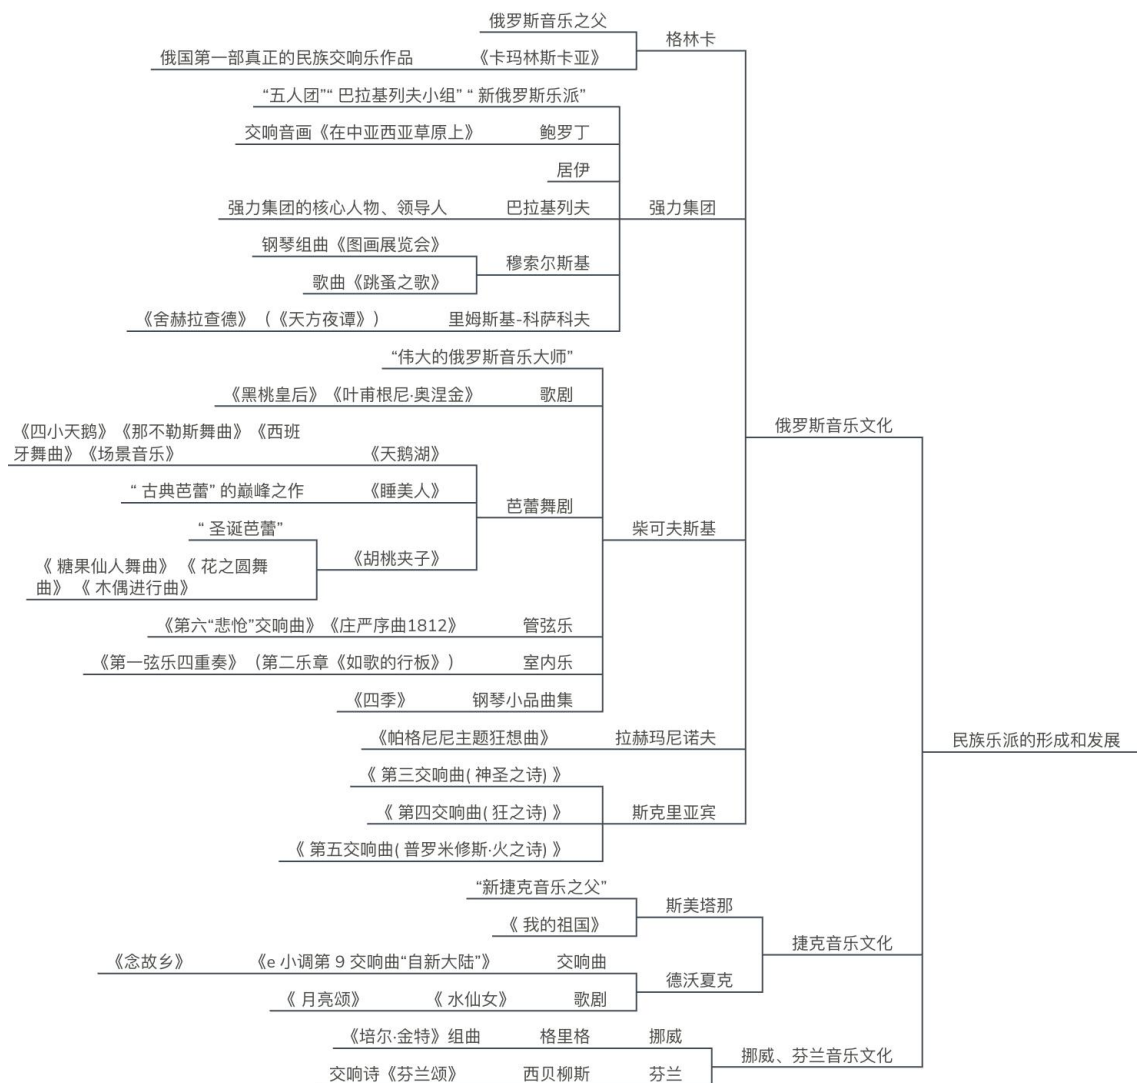 俄罗斯音乐之父
格林卡
俄国第一部真正的民族交响乐作品 《卡玛林斯卡亚》
“五人团”“ 巴拉基列夫小组” “ 新俄罗斯乐派”
交响音画《在中亚西亚草原上》 鲍罗丁
居伊
强力集团的核心人物、领导人 巴拉基列夫 强力集团
钢琴组曲《图画展览会》
穆索尔斯基
歌曲《跳蚤之歌》
《舍赫拉查德》（《天方夜谭》） 里姆斯基-科萨科夫
“伟大的俄罗斯音乐大师”
《黑桃皇后》《叶甫根尼·奥涅金》 歌剧
俄罗斯音乐文化
《四小天鹅》《那不勒斯舞曲》《西班
牙舞曲》《场景音乐》 《天鹅湖》
“ 古典芭蕾” 的巅峰之作 《睡美人》
芭蕾舞剧
“ 圣诞芭蕾”
柴可夫斯基
《胡桃夹子》
《 糖果仙人舞曲》 《 花之圆舞
曲》 《 木偶进行曲》
《第六“悲怆”交响曲》《庄严序曲1812》 管弦乐
《第一弦乐四重奏》（第二乐章《如歌的行板》） 室内乐
《四季》 钢琴小品曲集
《帕格尼尼主题狂想曲》 拉赫玛尼诺夫
民族乐派的形成和发展
《 第三交响曲( 神圣之诗) 》
《 第四交响曲( 狂之诗) 》 斯克里亚宾
《 第五交响曲( 普罗米修斯·火之诗) 》
“新捷克音乐之父”
斯美塔那
《 我的祖国》
捷克音乐文化
《念故乡》 《e 小调第 9 交响曲“自新大陆”》 交响曲
德沃夏克
《 月亮颂》 《 水仙女》 歌剧
《培尔·金特》组曲 格里格 挪威
挪威、芬兰音乐文化
交响诗《芬兰颂》 西贝柳斯 芬兰